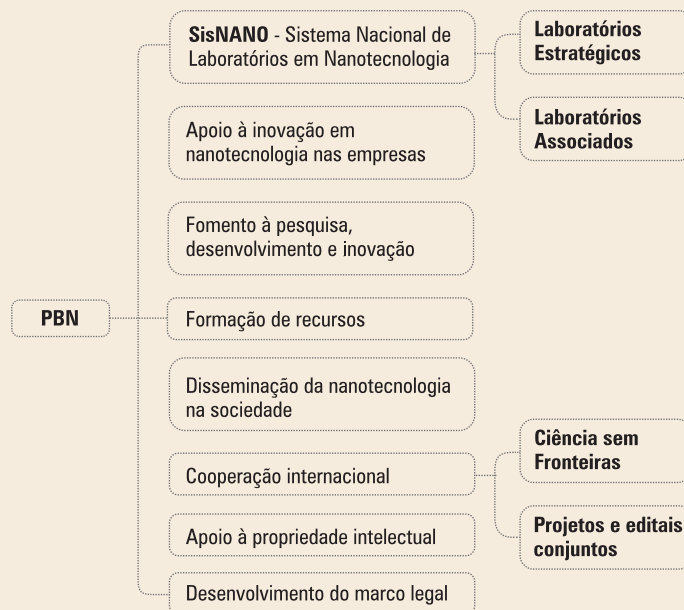 SisNANO - Sistema Nacional de
Laboratórios em Nanotecnologia
Laboratórios
Estratégicos
Laboratórios
Associados
Apoio à inovação em
nanotecnologia nas empresas
Fomento à pesquisa,
desenvolvimento e inovação
PBN
Formação de recursos
Disseminação da nanotecnologia
na sociedade
Cooperação internacional
Ciência sem
Fronteiras
Projetos e editais
conjuntos
Apoio à propriedade intelectual
Desenvolvimento do marco legal